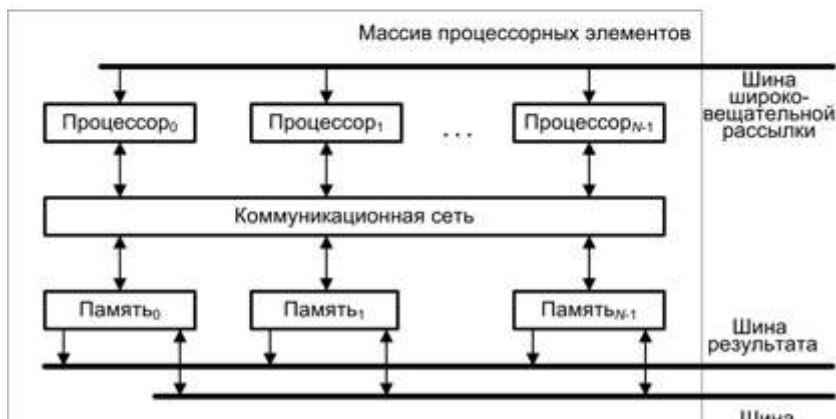 Массив процессорных элементов
Шина
широко-
вещательной
рассылки
Процессор0
Процессор1
...
ПроцессорN-1
Коммуникационная сеть
Память0
Память1
ПамятьN-1
Шина
результата
Шина